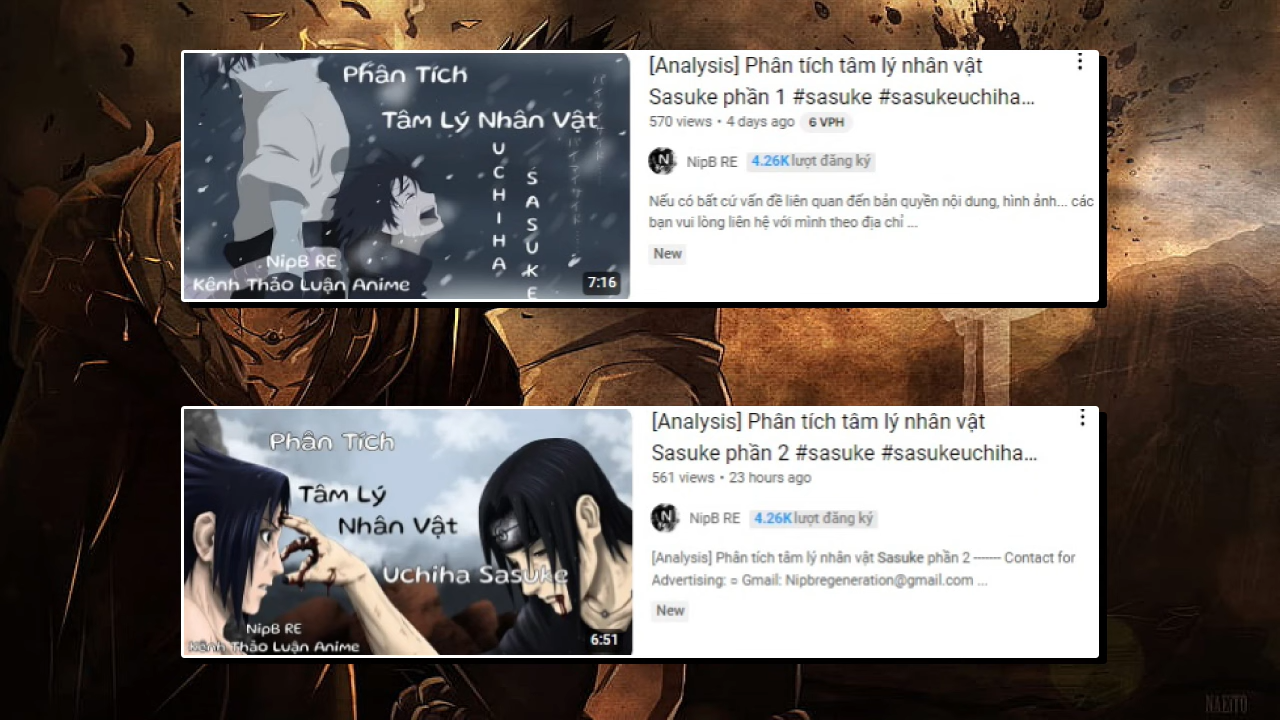 Phân Tích
Tâm Lý Nhân Vật
UCHIHA
SASUKE
NipB RE
Kênh Thảo Luận Anime
7:16
[Analysis] Phân tích tâm lý nhân vật
Sasuke phần 1 #sasuke #sasukeuchiha...
570 views • 4 days ago 6 VPH
N NipB RE 4.26K lượt đăng ký
Nếu có bất cứ vấn đề liên quan đến bản quyền nội dung, hình ảnh... các
bạn vui lòng liên hệ với mình theo địa chỉ ...
New
Phân Tích
Tâm Lý
Nhân Vật
Uchiha Sasuke
NipB RE
Kênh Thảo Luận Anime
6:51
[Analysis] Phân tích tâm lý nhân vật
Sasuke phần 2 #sasuke #sasukeuchiha...
561 views • 23 hours ago
N NipB RE 4.26K lượt đăng ký
[Analysis] Phân tích tâm lý nhân vật Sasuke phần 2 ------- Contact for
Advertising: ¤ Gmail: Nipbregeneration@gmail.com ...
New